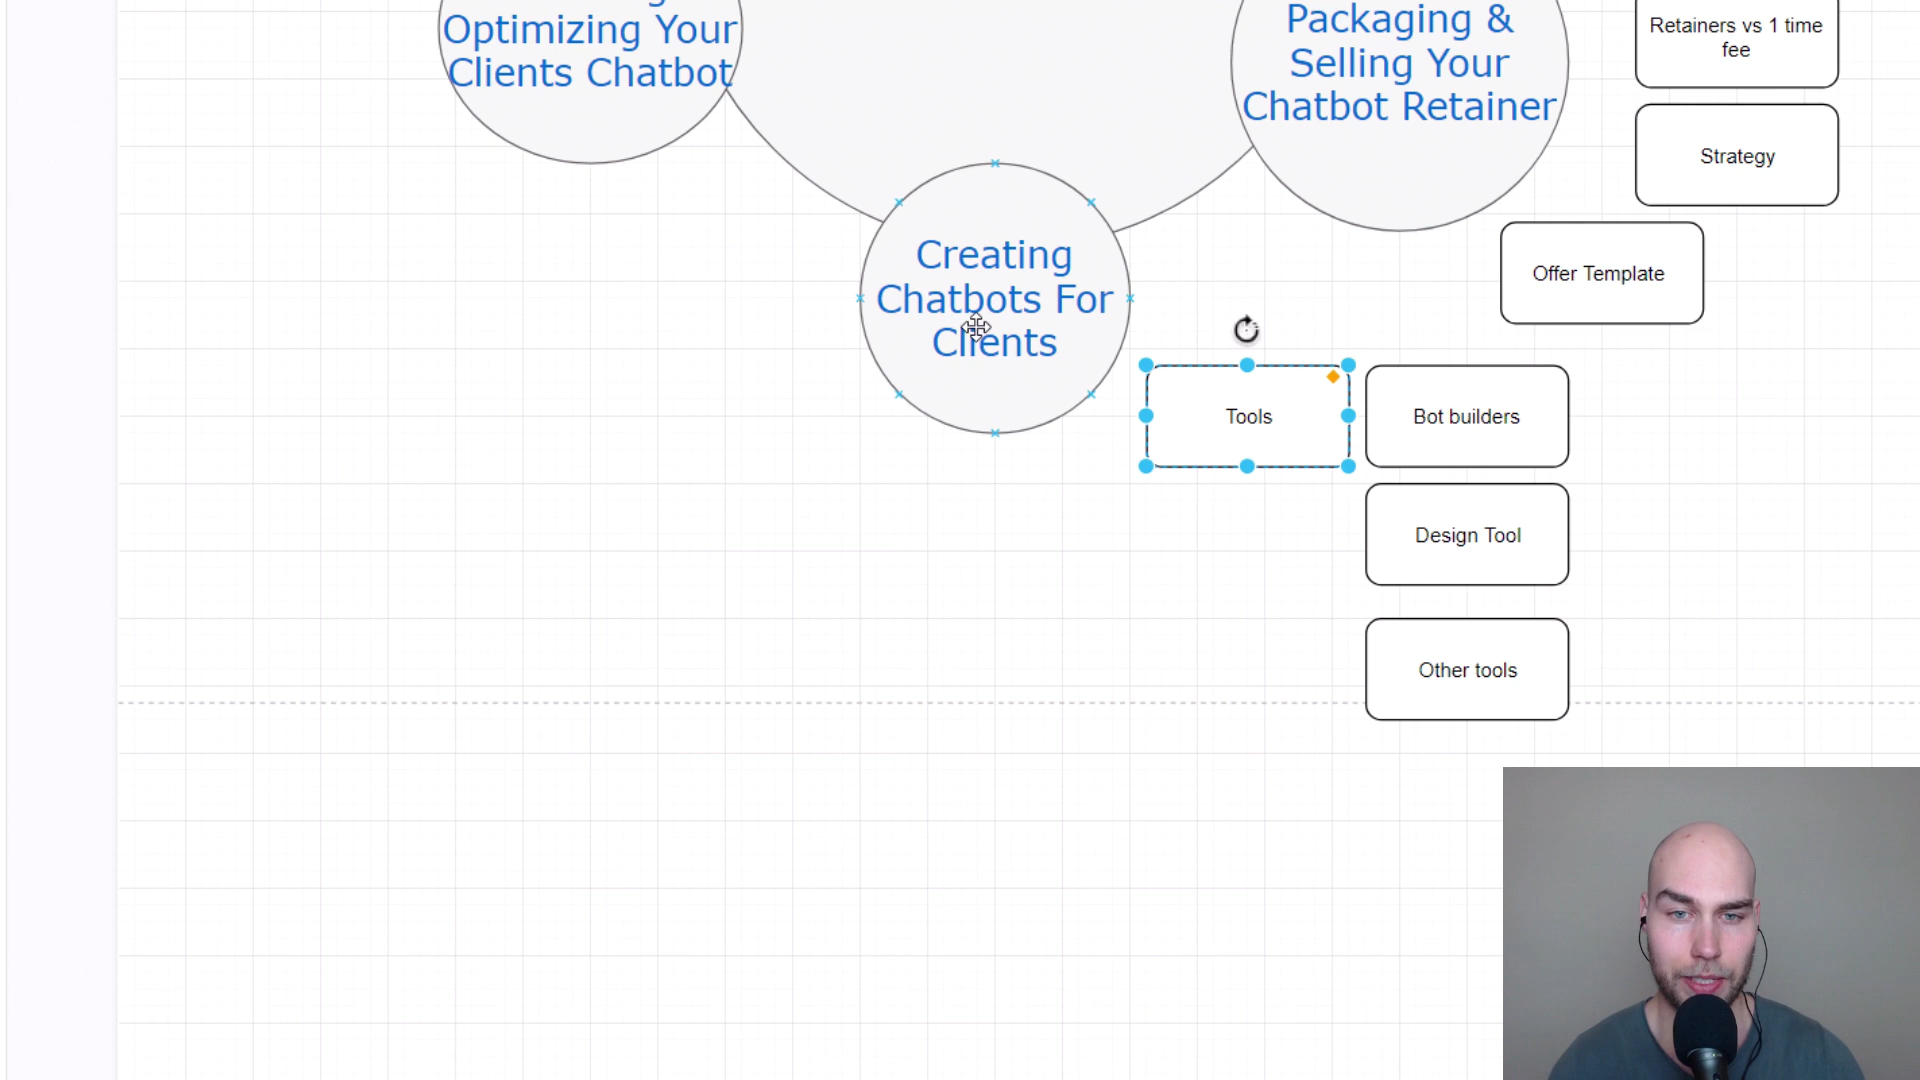 Optimizing Your
Clients Chatbot
Packaging &
Selling Your
Chatbot Retainer
Retainers vs 1 time
fee
Strategy
Offer Template
Creating
Chatbots For
Clients
Tools
Bot builders
Design Tool
Other tools